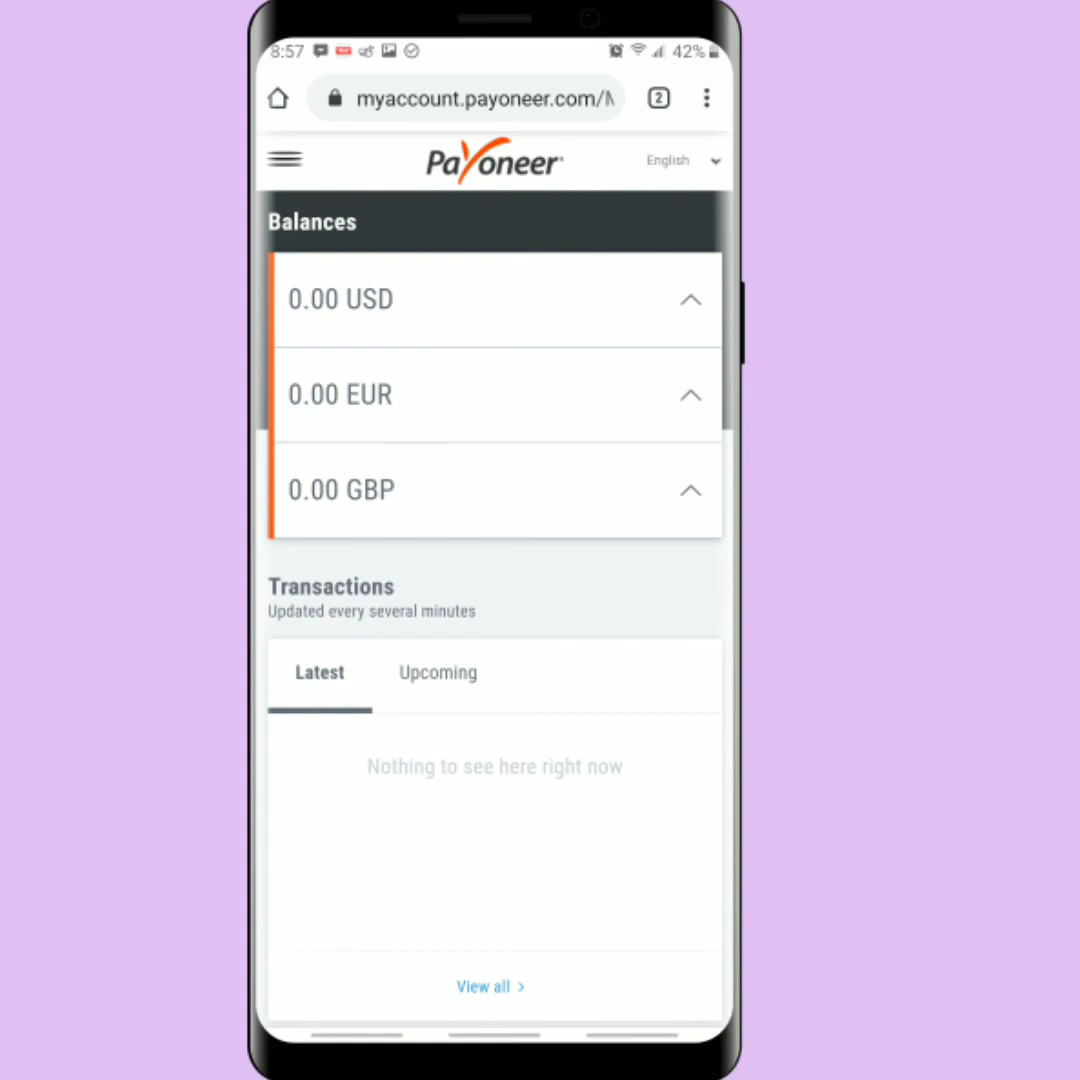 8:57 42%
myaccount.payoneer.com/M 2
Payoneer English
Balances
0.00 USD
0.00 EUR
0.00 GBP
Transactions
Updated every several minutes
Latest Upcoming
Nothing to see here right now
View all >